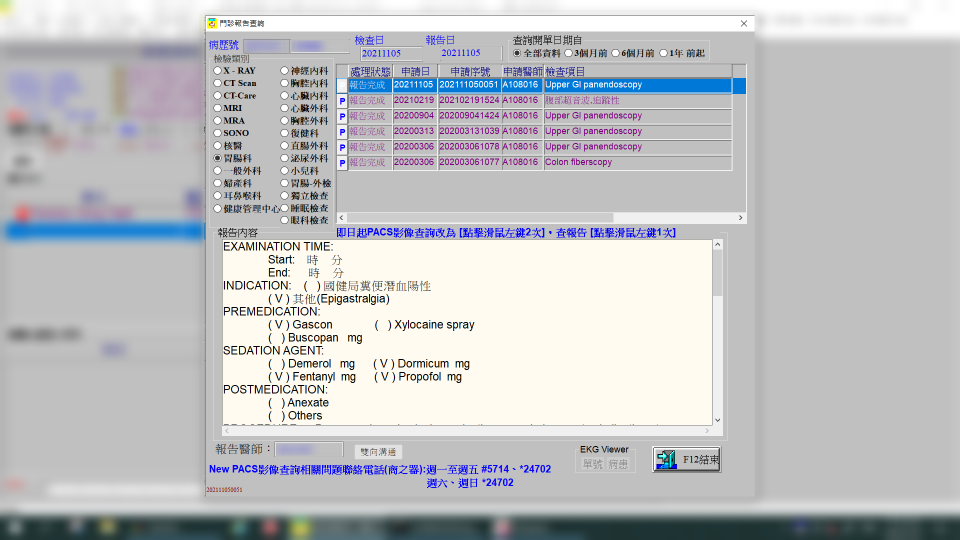 門診報告查詢
病歷號
檢查日
20211105
報告日
20211105
查詢開單日期自
全部資料 3個月前 6個月前 1年 前起
檢驗類別
X - RAY 神經內科
CT Scan 胸腔內科
CT-Care 心臟內科
MRI 心臟外科
MRA 胸腔外科
SONO 復健科
核醫 直腸外科
胃腸科 泌尿外科
一般外科 小兒科
婦產科 胃腸-外檢
耳鼻喉科 獨立檢查
健康管理中心 睡眠檢查
眼科檢查
處理狀態 申請日 申請序號 申請醫師 檢查項目
報告完成 20211105 202111050051 A108016 Upper GI panendoscopy
P 報告完成 20210219 202102191524 A108016 腹部超音波,追蹤性
P 報告完成 20200904 202009041424 A108016 Upper GI panendoscopy
P 報告完成 20200313 202003131039 A108016 Upper GI panendoscopy
P 報告完成 20200306 202003061078 A108016 Upper GI panendoscopy
P 報告完成 20200306 202003061077 A108016 Colon fiberscopy
報告內容
即日起PACS影像查詢改為 [點擊滑鼠左鍵2次]。查報告 [點擊滑鼠左鍵1次]
EXAMINATION TIME:
Start: 時 分
End: 時 分
INDICATION: ( ) 國健局糞便潛血陽性
( V ) 其他(Epigastralgia)
PREMEDICATION:
( V ) Gascon ( ) Xylocaine spray
( ) Buscopan mg
SEDATION AGENT:
( ) Demerol mg ( V ) Dormicum mg
( V ) Fentanyl mg ( V ) Propofol mg
POSTMEDICATION:
( ) Anexate
( ) Others
報告醫師：
雙向溝通
EKG Viewer
單號 病患
F12結束
New PACS影像查詢相關問題聯絡電話(商之器):週一至週五 #5714、*24702
週六、週日 *24702
202111050051